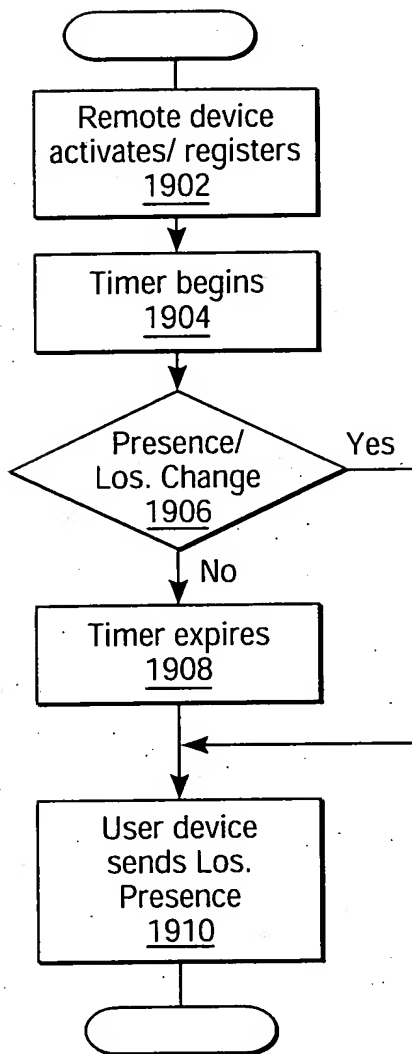 Remote device
activates/ registers
1902
Timer begins
1904
Presence/
Los. Change
1906
Yes
No
Timer expires
1908
User device
sends Los.
Presence
1910